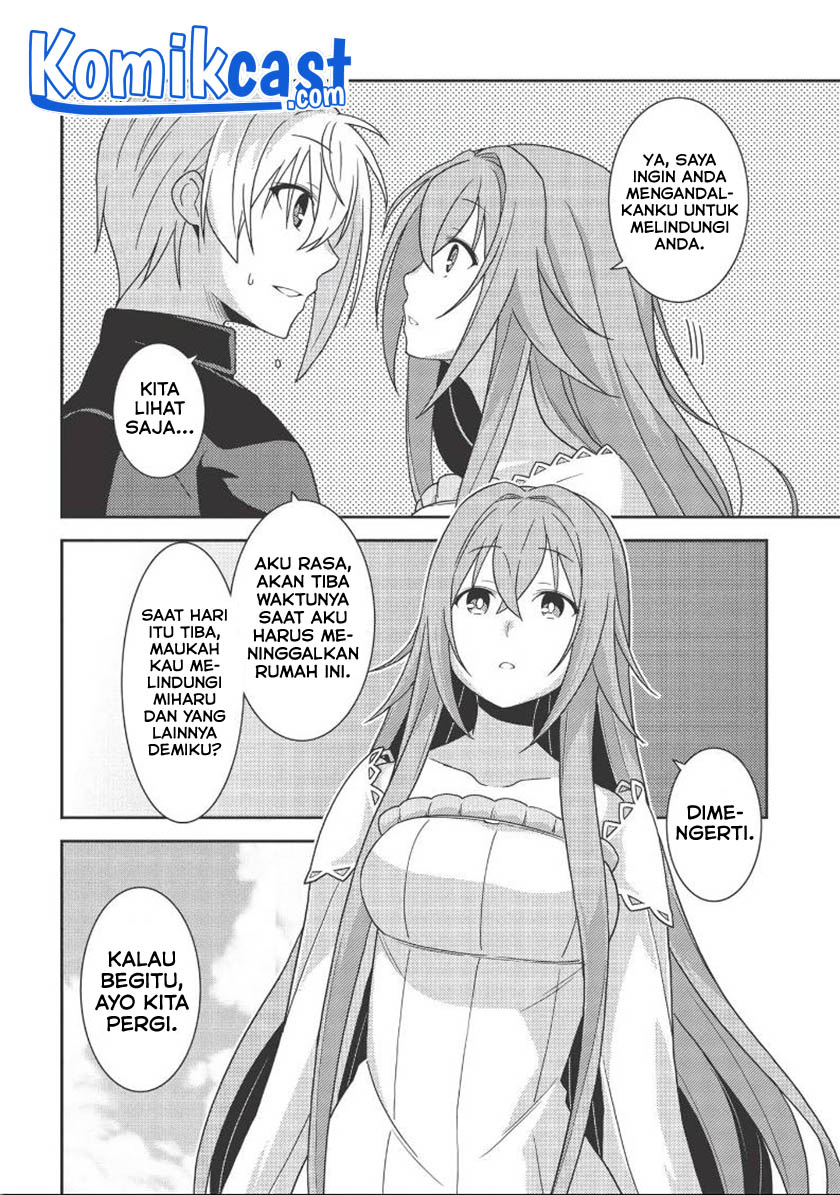 Komikcast
.com
YA, SAYA
INGIN ANDA
MENGANDAL-
KANKU UNTUK
MELINDUNGI
ANDA.
KITA
LIHAT
SAJA...
AKU RASA,
AKAN TIBA
WAKTUNYA
SAAT AKU
HARUS ME-
NINGGALKAN
RUMAH INI.
SAAT HARI
ITU TIBA,
MAUKAH
KAU ME-
LINDUNGI
MIHARU
DAN YANG
LAINNYA
DEMIKU?
DIME-
NGERTI.
KALAU
BEGITU,
AYO KITA
PERGI.